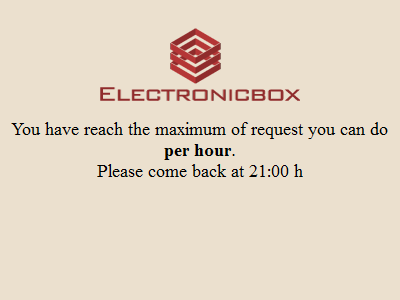 Electronicbox
You have reach the maximum of request you can do
per hour.
Please come back at 21:00 h